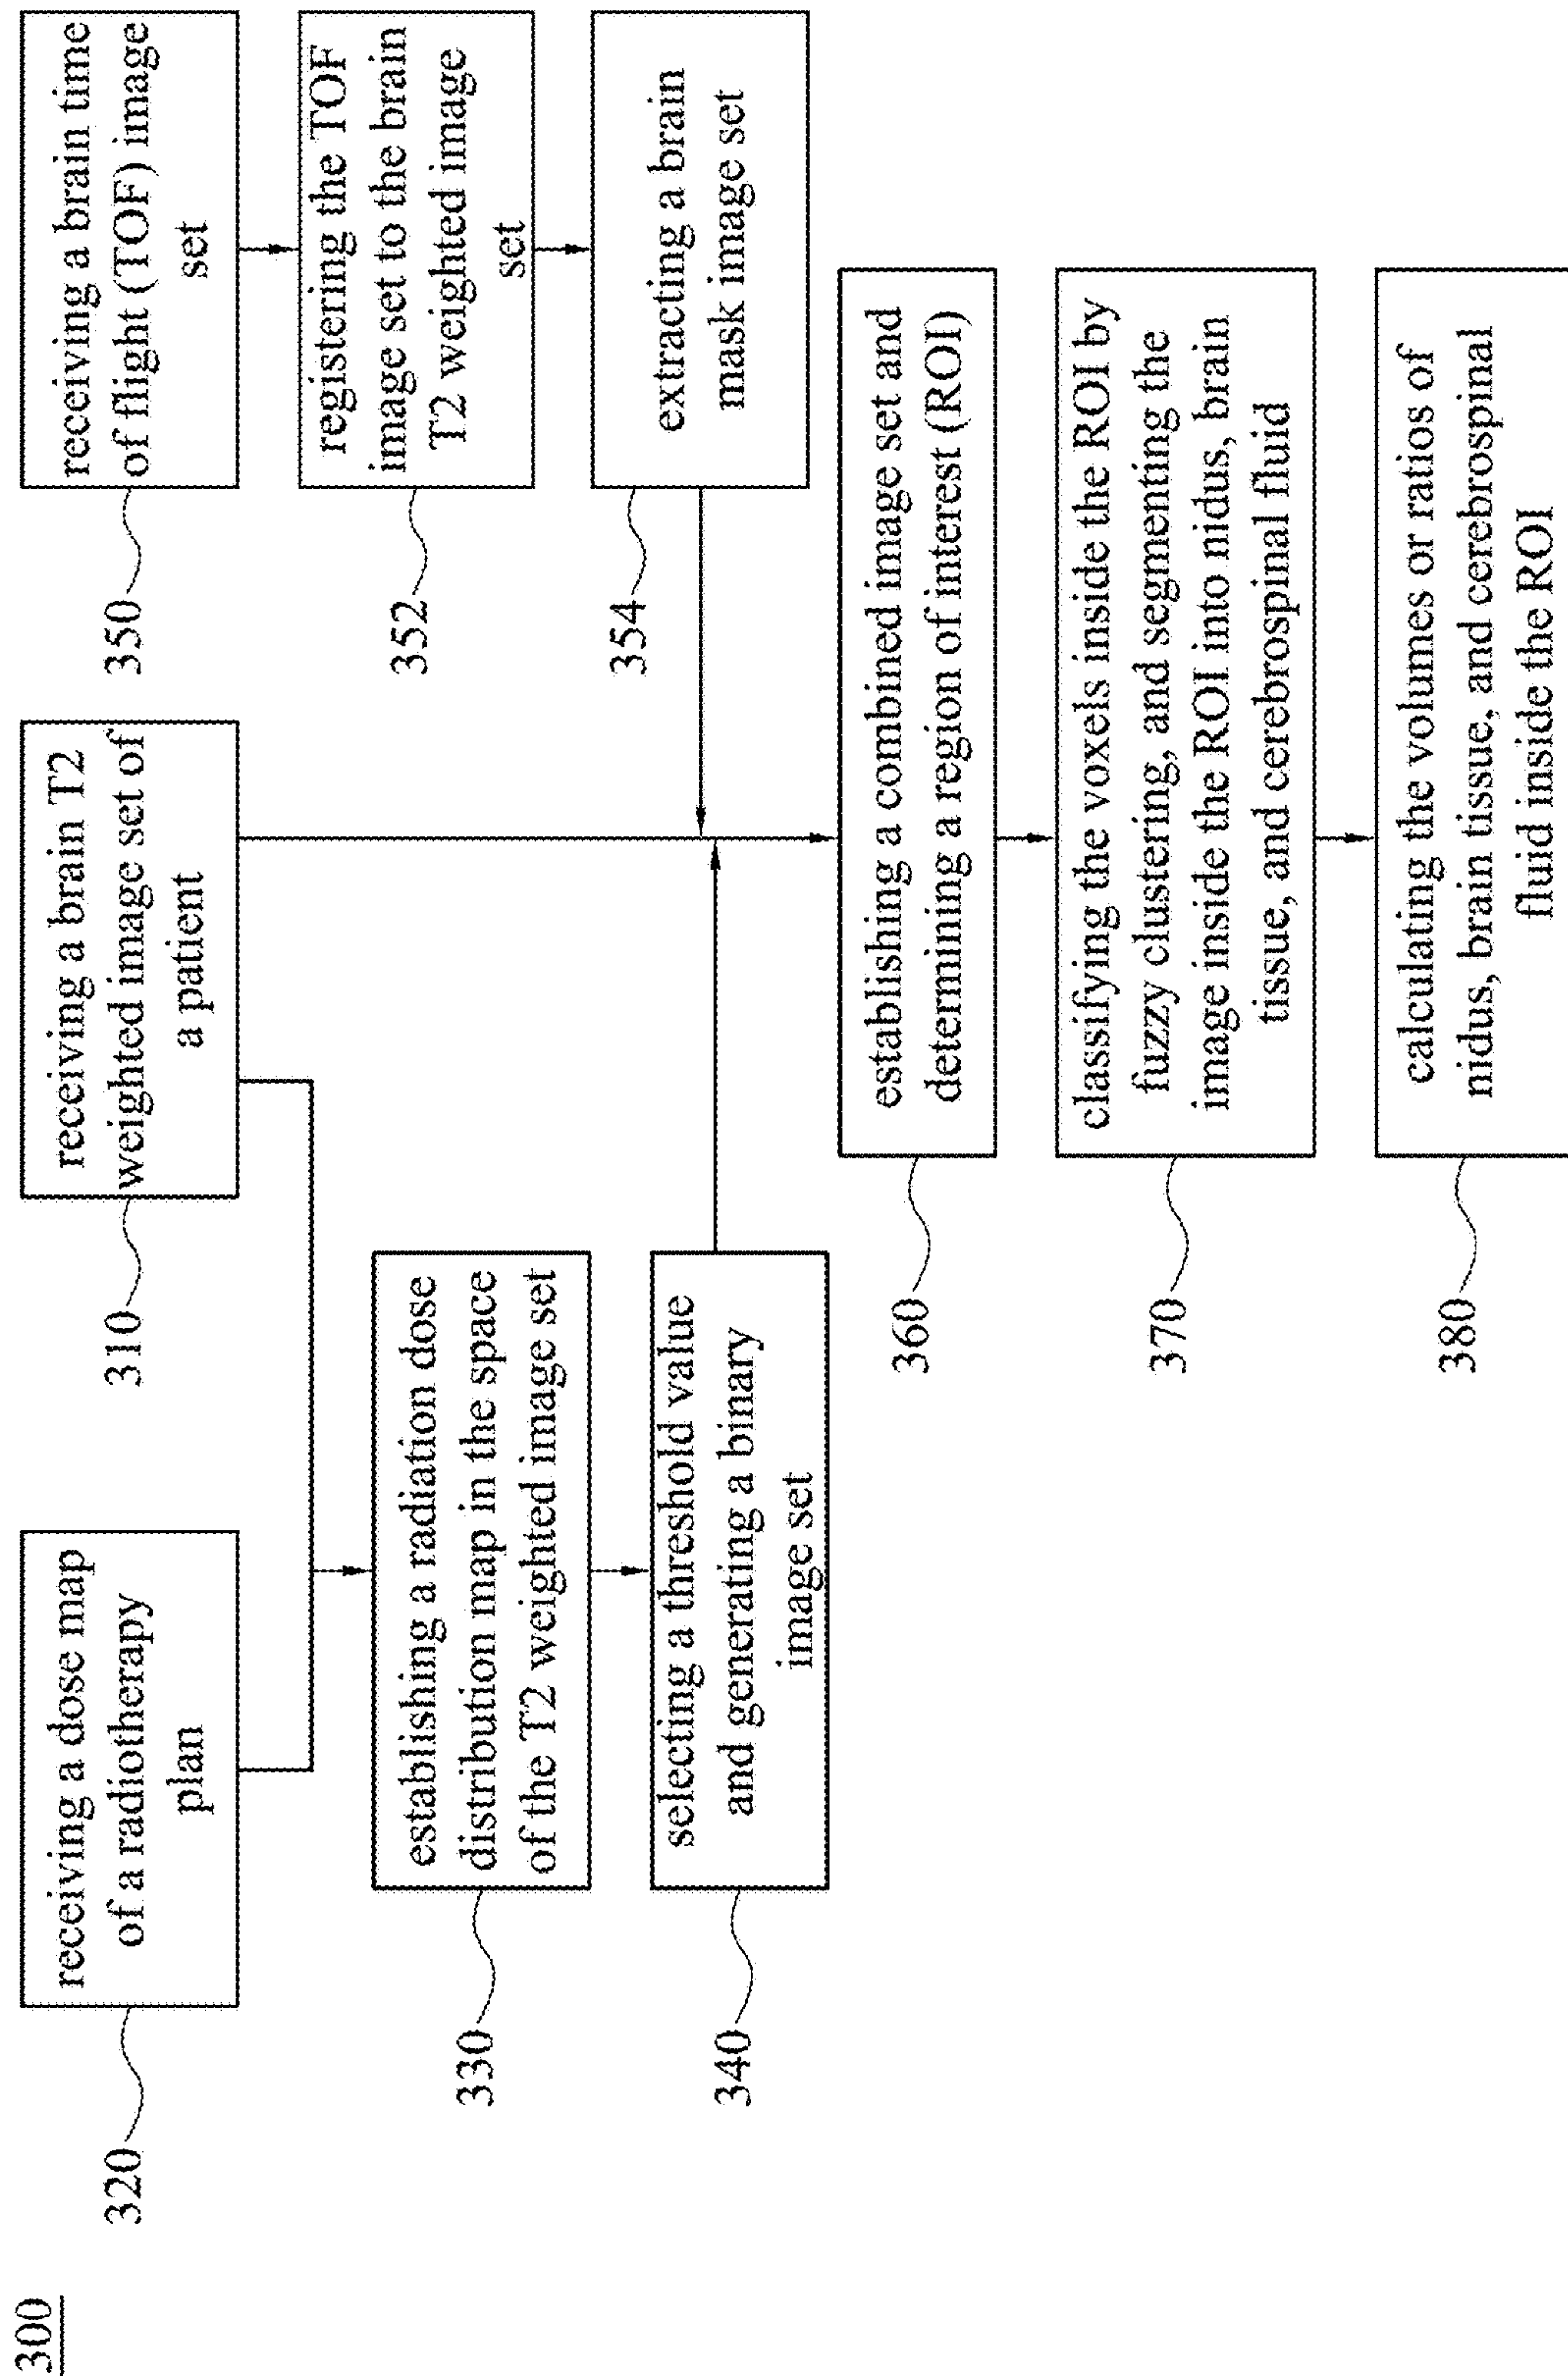 300
320
receiving a dose map
of a radiotherapy
plan
310
receiving a brain T2
weighted image set of
a patient
350
receiving a brain time
of flight (TOF) image
set
330
establishing a radiation dose
distribution map in the space
of the T2 weighted image set
352
registering the TOF
image set to the brain
T2 weighted image
set
340
selecting a threshold value
and generating a binary
image set
354
extracting a brain
mask image set
360
establishing a combined image set and
determining a region of interest (ROI)
370
classifying the voxels inside the ROI by
fuzzy clustering, and segmenting the
image inside the ROI into nidus, brain
tissue, and cerebrospinal fluid
380
calculating the volumes or ratios of
nidus, brain tissue, and cerebrospinal
fluid inside the ROI